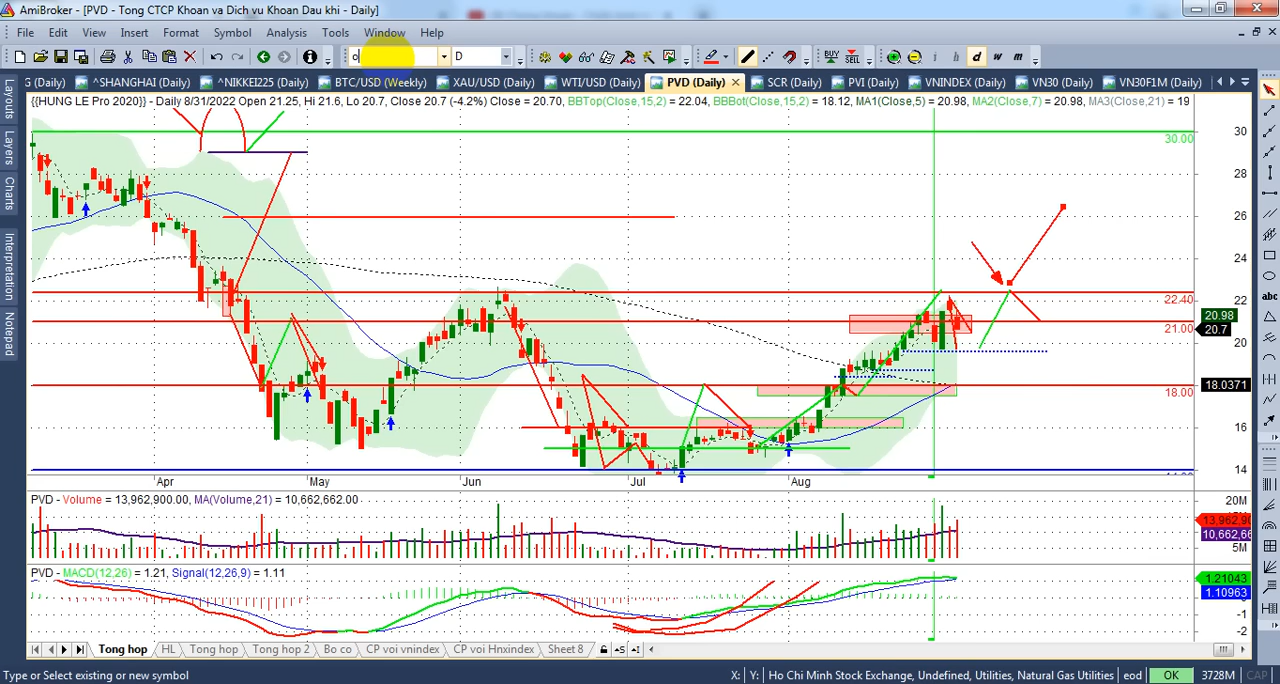 AmiBroker - [PVD - Tong CTCP Khoan va Dich vu Khoan Dau khi - Daily]
File Edit View Insert Format Symbol Analysis Tools Window Help
D
BUY SELL i h d w m
G (Daily) ^SHANGHAI (Daily) ^NIKKEI225 (Daily) BTC/USD (Weekly) XAU/USD (Daily) WTI/USD (Daily) PVD (Daily) SCR (Daily) PVI (Daily) VNINDEX (Daily) VN30 (Daily) VN30F1M (Daily)
{{HUNG LE Pro 2020}} - Daily 8/31/2022 Open 21.25, Hi 21.6, Lo 20.7, Close 20.7 (-4.2%) Close = 20.70, BBTop(Close,15,2) = 22.04, BBBot(Close,15,2) = 18.12, MA1(Close,5) = 20.98, MA2(Close,7) = 20.98, MA3(Close,21) = 19
Layouts
Layers
Charts
Interpretation
Notepad
30
30.00
28
26
24
22.40
22
20.98
21.00
20.7
20
18.0371
18.00
16
14
Apr May Jun Jul Aug
PVD - Volume = 13,962,900.00, MA(Volume,21) = 10,662,662.00
20M
13,962,90
10,662,66
5M
PVD - MACD(12,26) = 1.21, Signal(12,26,9) = 1.11
1.21043
1.10963
-1
-2
Tong hop HL Tong hop Tong hop 2 Bo co CP voi vnindex CP voi Hnxindex Sheet 8
Type or Select existing or new symbol X: Y: Ho Chi Minh Stock Exchange, Undefined, Utilities, Natural Gas Utilities eod OK 3728M CAP
abc